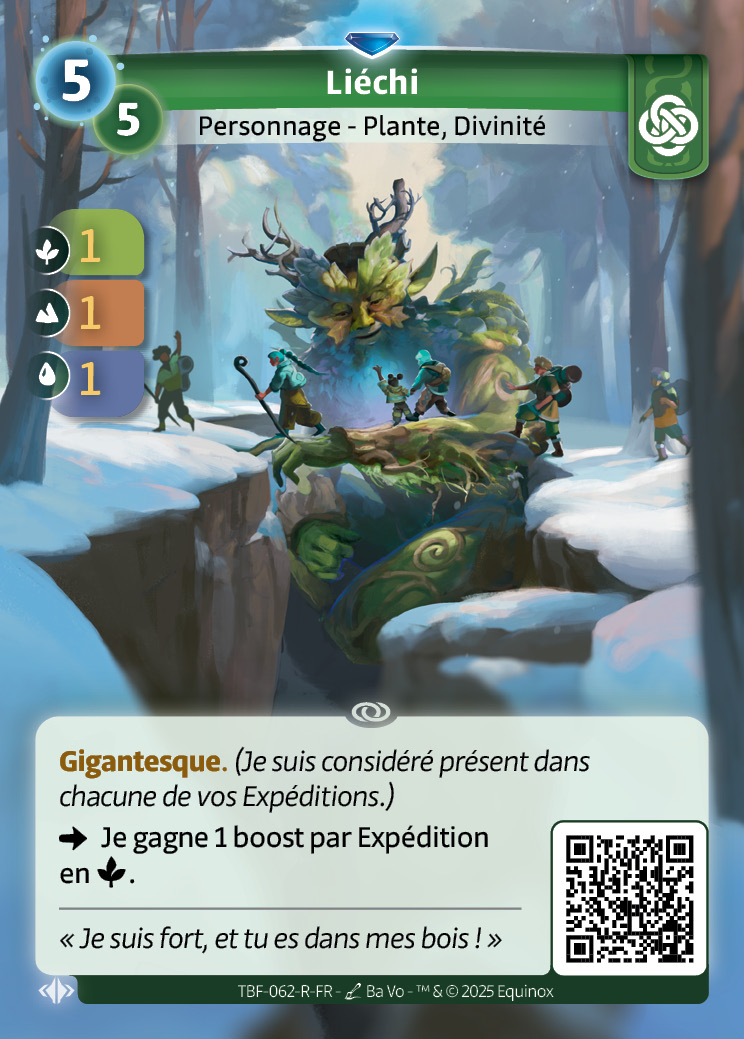 5
Liéchi
5
Personnage - Plante, Divinité
1
1
1
Gigantesque. (Je suis considéré présent dans
chacune de vos Expéditions.)
Je gagne 1 boost par Expédition
en .
« Je suis fort, et tu es dans mes bois ! »
TBF-062-R-FR - Ba Vo - ™ & © 2025 Equinox